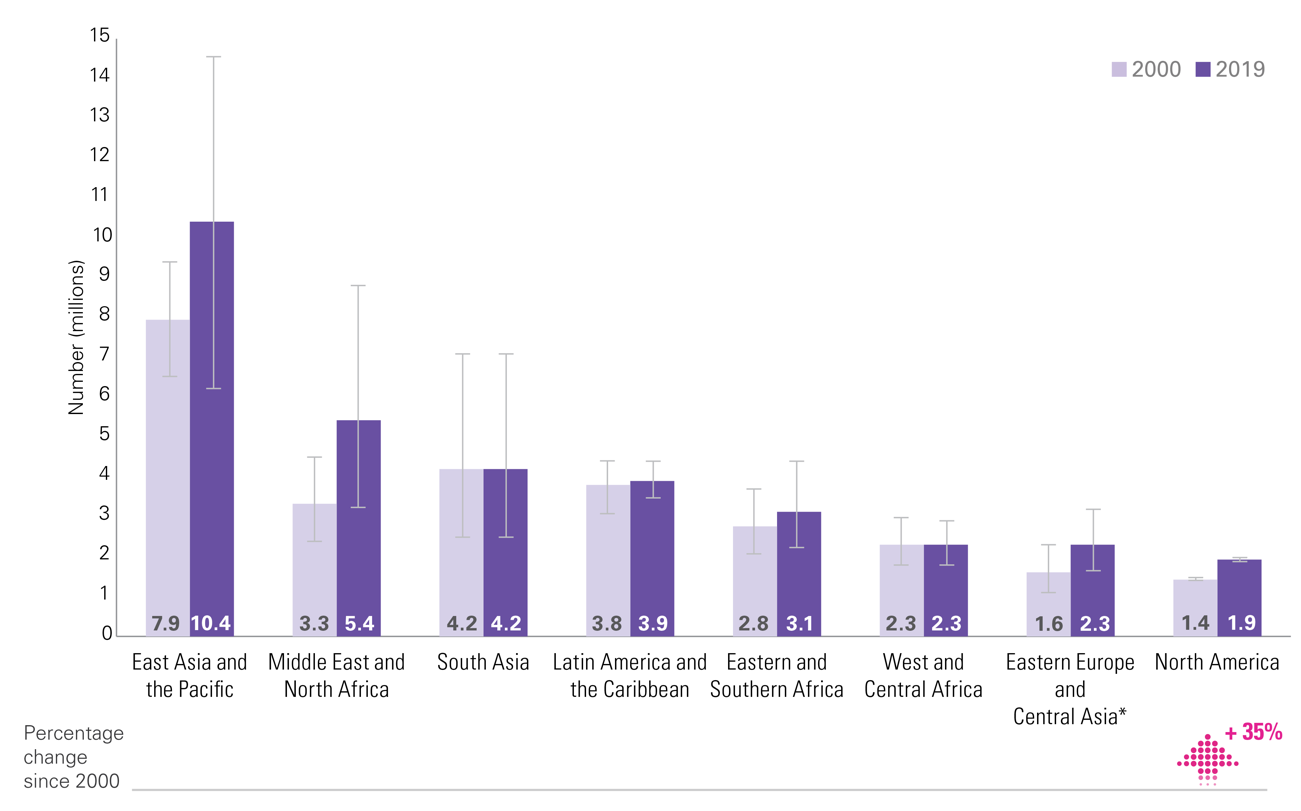 15
14
13
12
11
10
9
8
7
6
5
4
3
2
1
0
Number (millions)
2000 2019
7.9 10.4 3.3 5.4 4.2 4.2 3.8 3.9 2.8 3.1 2.3 2.3 1.6 2.3 1.4 1.9
East Asia and
the Pacific
Middle East and
North Africa
South Asia
Latin America and
the Caribbean
Eastern and
Southern Africa
West and
Central Africa
Eastern Europe
and
Central Asia*
North America
Percentage
change
since 2000
+ 35%